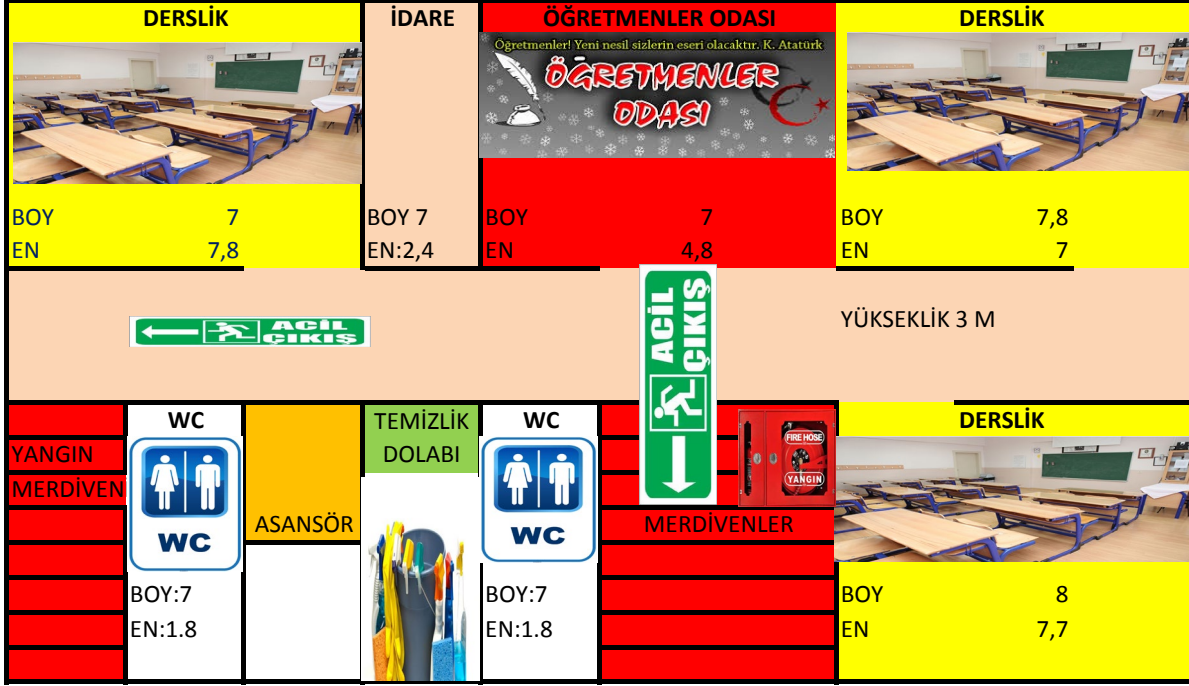 DERSLİK
İDARE
ÖĞRETMENLER ODASI
DERSLİK
Öğretmenler! Yeni nesil sizlerin eseri olacaktır. K. Atatürk
ÖĞRETMENLER
ODASI
BOY 7
EN 7,8
BOY 7
EN:2,4
BOY 7
EN 4,8
BOY 7,8
EN 7
ACİL
ÇIKIŞ
ACİL
ÇIKIŞ
YÜKSEKLİK 3 M
YANGIN
MERDİVEN
WC
WC
BOY:7
EN:1.8
ASANSÖR
TEMİZLİK
DOLABI
WC
WC
BOY:7
EN:1.8
FIRE HOSE
YANGIN
MERDİVENLER
DERSLİK
BOY 8
EN 7,7